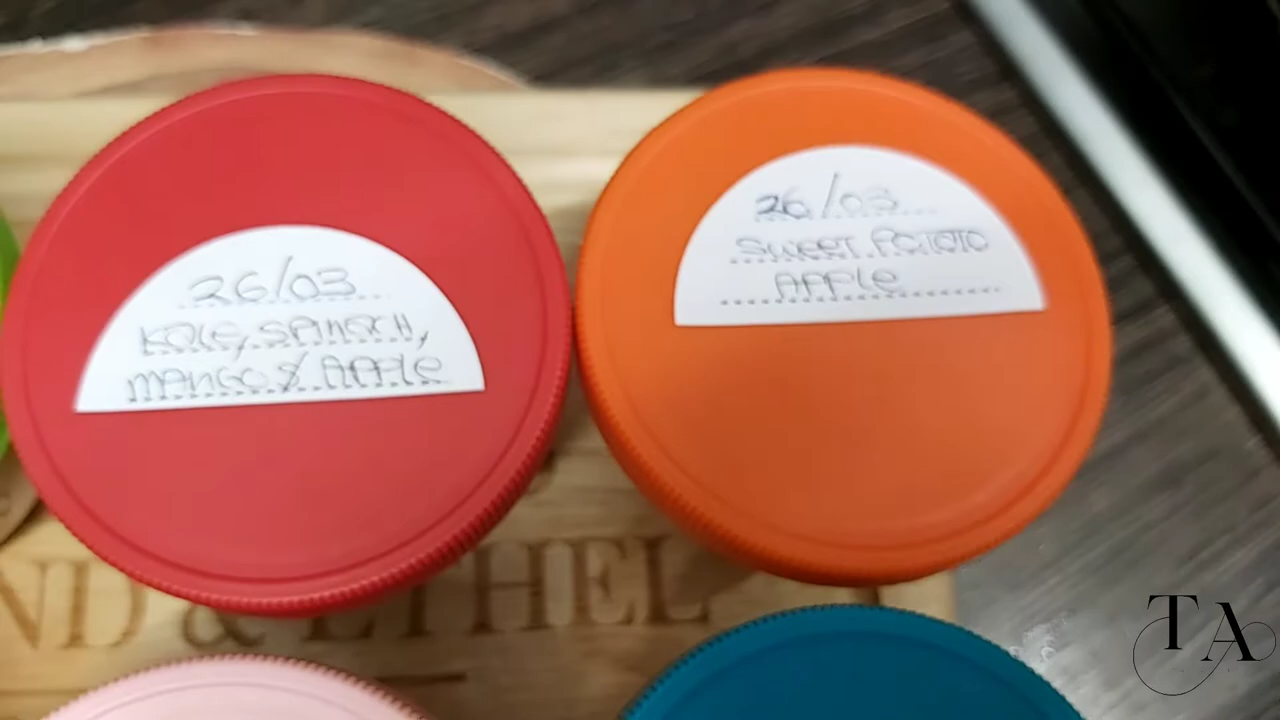 26/03
KALE, SPINACH,
MANGO & APPLE
26/03
SWEET POTATO
APPLE
ND & ETHEL
TA